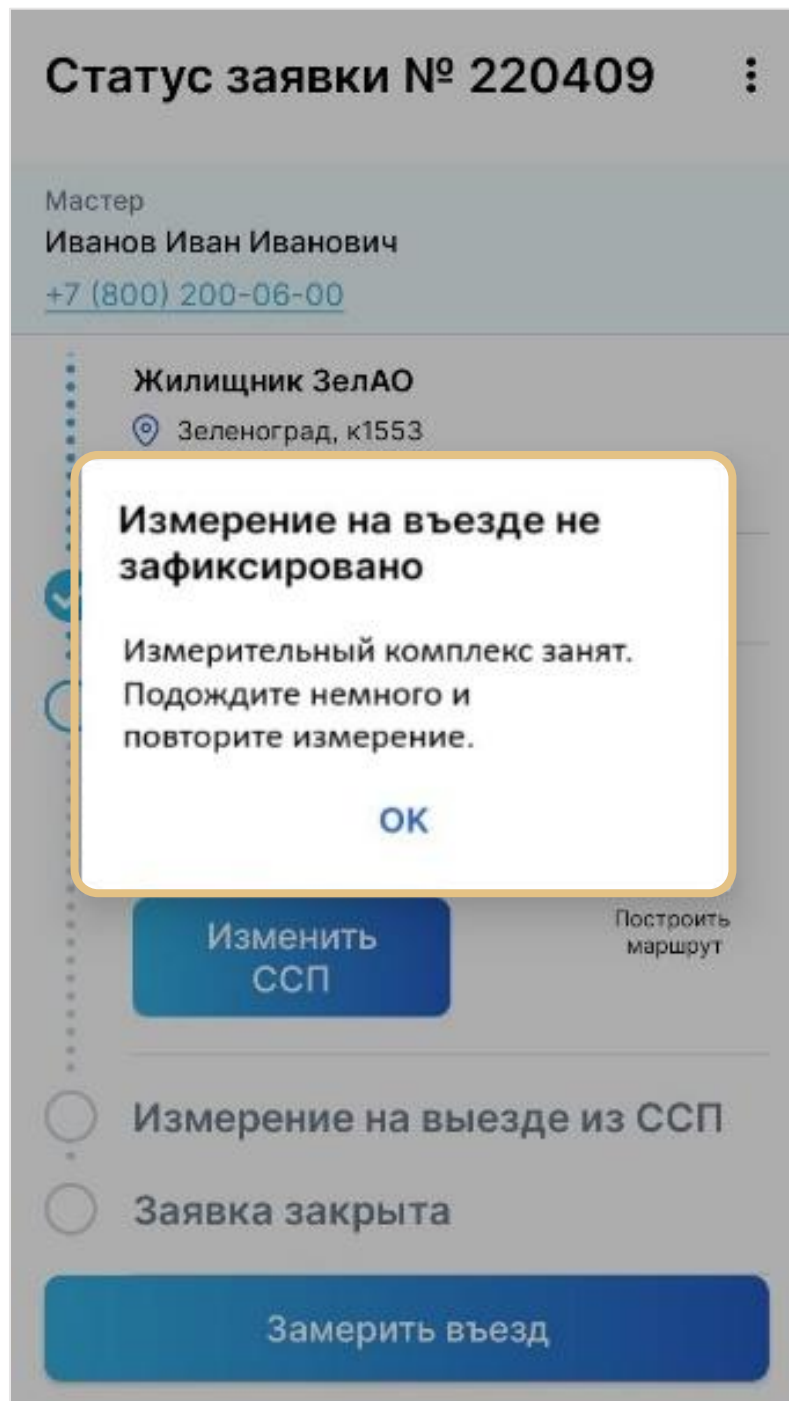 Статус заявки № 220409
Мастер
Иванов Иван Иванович
+7 (800) 200-06-00
Жилищник ЗелАО
Зеленоград, к1553
Измерение на въезде не
зафиксировано
Измерительный комплекс занят.
Подождите немного и
повторите измерение.
ОК
Изменить
ССП
Построить
маршрут
Измерение на выезде из ССП
Заявка закрыта
Замерить въезд